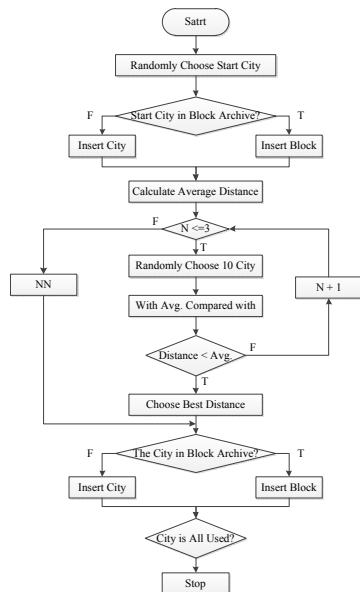 Satrt
Randomly Choose Start City
F
Start City in Block Archive?
T
Insert City
Insert Block
Calculate Average Distance
F
N <=3
T
Randomly Choose 10 City
NN
N + 1
With Avg. Compared with
Distance < Avg.
F
T
Choose Best Distance
F
The City in Block Archive?
T
Insert City
Insert Block
City is All Used?
Stop